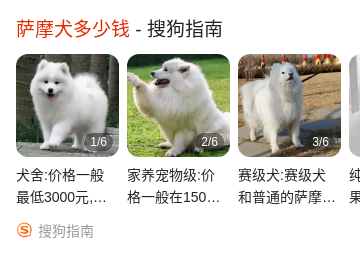 萨摩犬多少钱 - 搜狗指南
1/6
2/6
3/6
犬舍:价格一般
最低3000元,...
家养宠物级:价
格一般在150...
赛级犬:赛级犬
和普通的萨摩...
搜狗指南